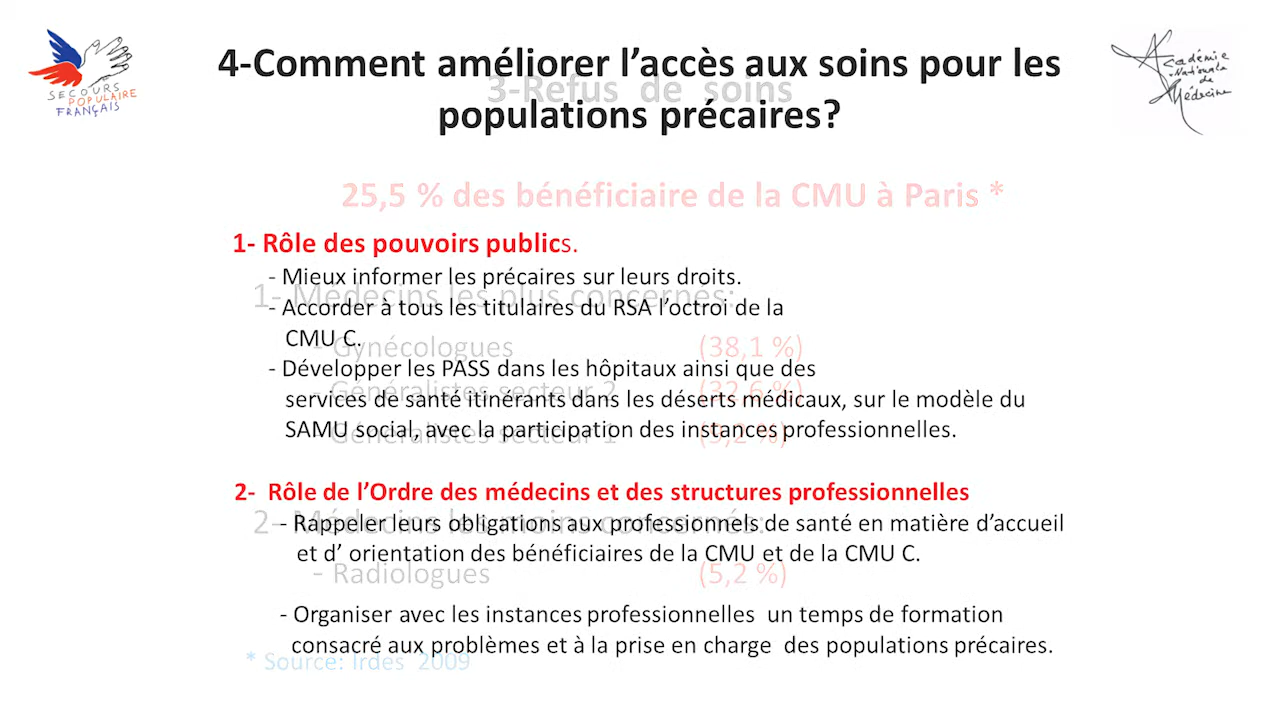 SECOURS
POPULAIRE
FRANÇAIS
Académie
Nationale
de
Médecine
4-Comment améliorer l’accès aux soins pour les
populations précaires?
3-Refus de soins
25,5 % des bénéficiaire de la CMU à Paris *
1- Rôle des pouvoirs publics.
- Mieux informer les précaires sur leurs droits.
1- Médecins les plus concernés:
- Accorder à tous les titulaires du RSA l’octroi de la
CMU C.
- Gynécologues (38,1 %)
- Développer les PASS dans les hôpitaux ainsi que des
- Généralistes secteur 2 (32,6 %)
services de santé itinérants dans les déserts médicaux, sur le modèle du
SAMU social, avec la participation des instances professionnelles.
- Généralistes secteur 1
2- Rôle de l’Ordre des médecins et des structures professionnelles
- Rappeler leurs obligations aux professionnels de santé en matière d’accueil
2- Médecins les moins concernés:
et d’ orientation des bénéficiaires de la CMU et de la CMU C.
- Radiologues (5,2 %)
- Organiser avec les instances professionnelles un temps de formation
consacré aux problèmes et à la prise en charge des populations précaires.
* Source: Irdes 2009